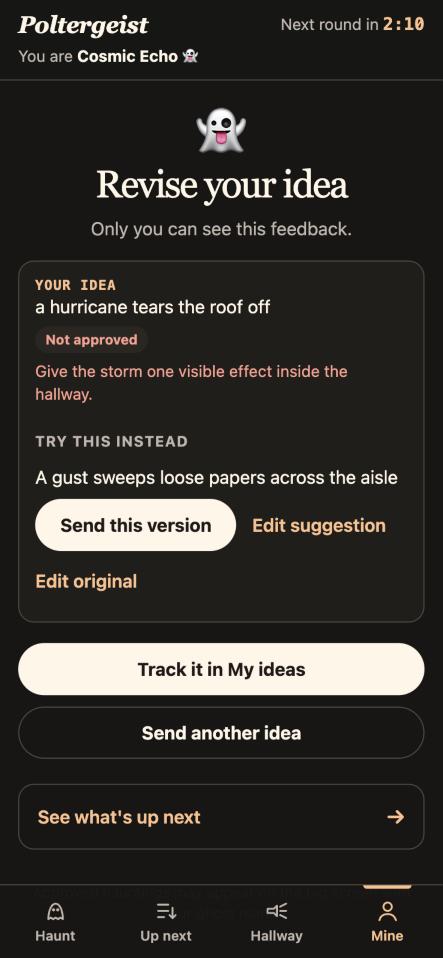 Poltergeist
Next round in 2:10
You are Cosmic Echo 👻
Revise your idea
Only you can see this feedback.
YOUR IDEA
a hurricane tears the roof off
Not approved
Give the storm one visible effect inside the
hallway.
TRY THIS INSTEAD
A gust sweeps loose papers across the aisle
Send this version
Edit suggestion
Edit original
Track it in My ideas
Send another idea
See what's up next →
Haunt
Up next
Hallway
Mine